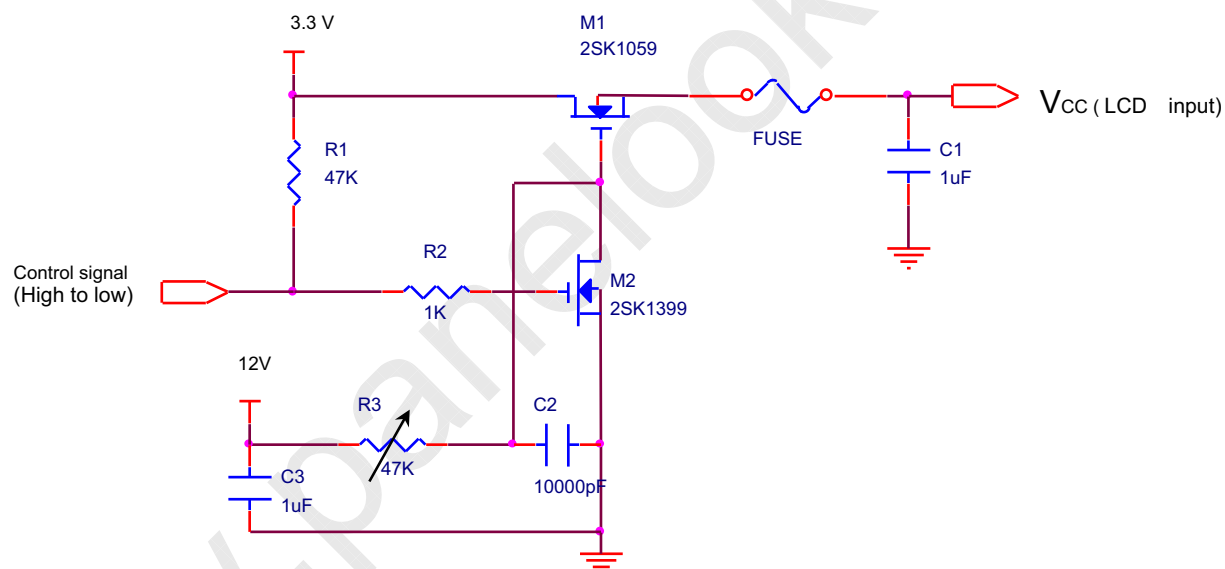 3.3 V
M1
2SK1059
FUSE
VCC ( LCD input)
R1
47K
C1
1uF
Control signal
(High to low)
R2
1K
M2
2SK1399
12V
R3
47K
C2
10000pF
C3
1uF
panelook